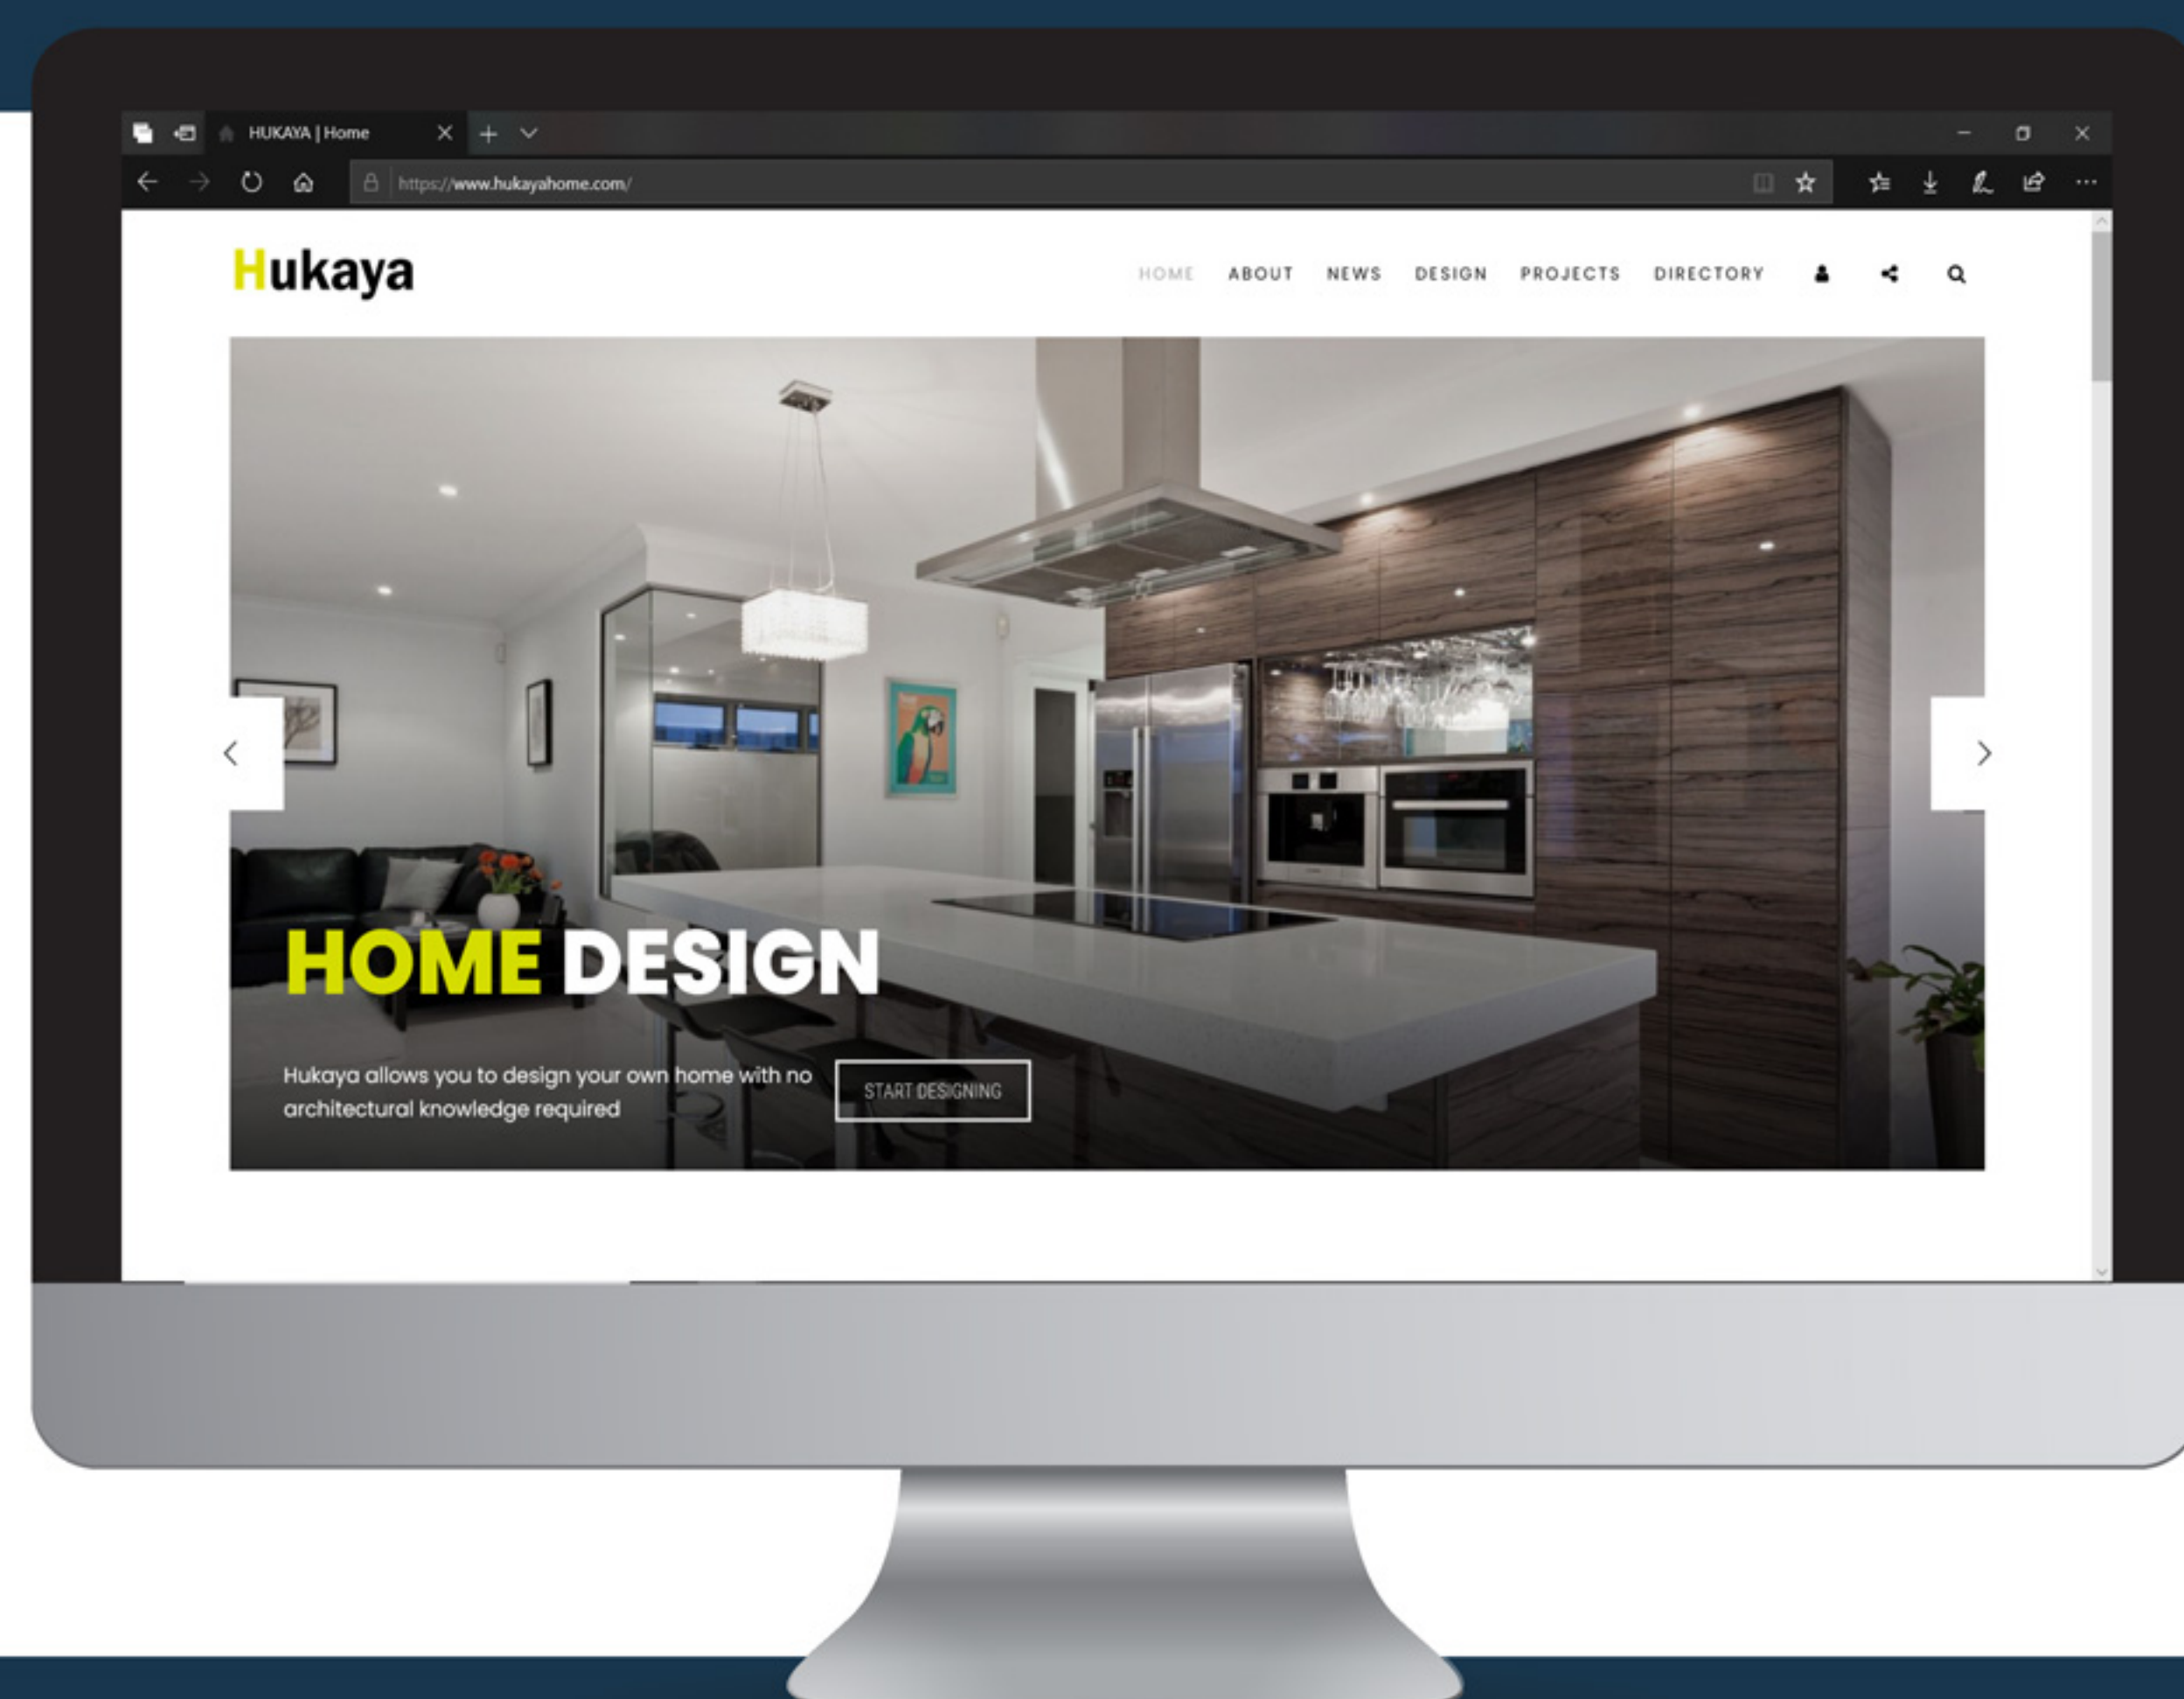 HUKAYA | Home
https://www.hukayahome.com/
Hukaya
HOME ABOUT NEWS DESIGN PROJECTS DIRECTORY
HOME DESIGN
Hukaya allows you to design your own home with no
architectural knowledge required
START DESIGNING